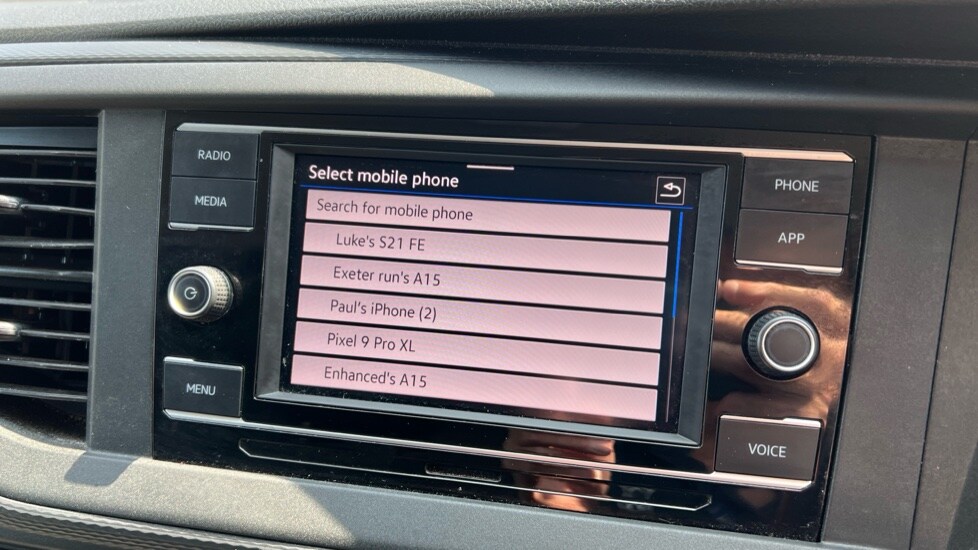 RADIO
MEDIA
MENU
Select mobile phone
Search for mobile phone
Luke's S21 FE
Exeter run's A15
Paul's iPhone (2)
Pixel 9 Pro XL
Enhanced's A15
PHONE
APP
VOICE